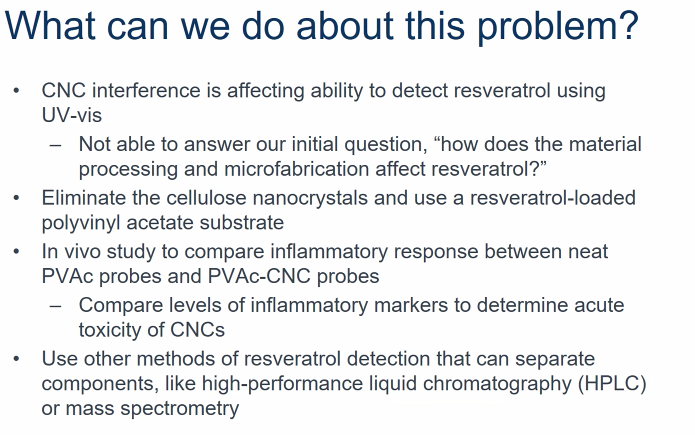 What can we do about this problem?
• CNC interference is affecting ability to detect resveratrol using
UV-vis
– Not able to answer our initial question, “how does the material
processing and microfabrication affect resveratrol?”
• Eliminate the cellulose nanocrystals and use a resveratrol-loaded
polyvinyl acetate substrate
• In vivo study to compare inflammatory response between neat
PVAc probes and PVAc-CNC probes
– Compare levels of inflammatory markers to determine acute
toxicity of CNCs
• Use other methods of resveratrol detection that can separate
components, like high-performance liquid chromatography (HPLC)
or mass spectrometry